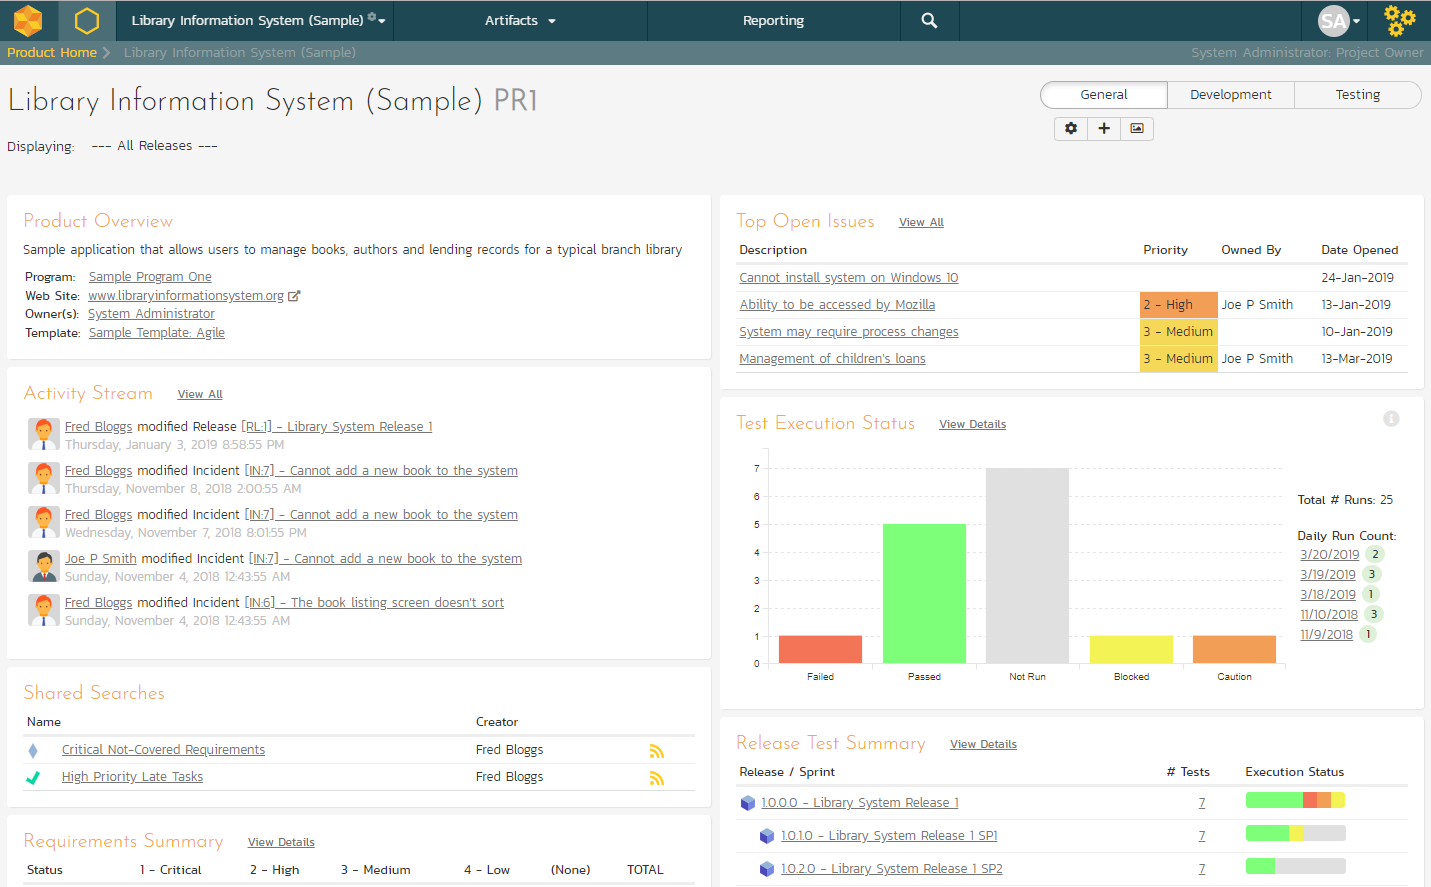 Library Information System (Sample)
Artifacts
Reporting
SA
Product Home
Library Information System (Sample)
System Administrator: Project Owner
Library Information System (Sample) PR1
General
Development
Testing
Displaying: --- All Releases ---
Product Overview
Sample application that allows users to manage books, authors and lending records for a typical branch library
Program: Sample Program One
Web Site: www.libraryinformationsystem.org
Owner(s): System Administrator
Template: Sample Template: Agile
Activity Stream View All
Fred Bloggs modified Release [RL:1] - Library System Release 1
Thursday, January 3, 2019 8:58:55 PM
Fred Bloggs modified Incident [IN:7] - Cannot add a new book to the system
Thursday, November 8, 2018 2:00:55 AM
Fred Bloggs modified Incident [IN:7] - Cannot add a new book to the system
Wednesday, November 7, 2018 8:01:55 PM
Joe P Smith modified Incident [IN:7] - Cannot add a new book to the system
Sunday, November 4, 2018 12:43:55 AM
Fred Bloggs modified Incident [IN:6] - The book listing screen doesn't sort
Sunday, November 4, 2018 12:43:55 AM
Shared Searches
Name Creator
Critical Not-Covered Requirements Fred Bloggs
High Priority Late Tasks Fred Bloggs
Requirements Summary View Details
Status 1 - Critical 2 - High 3 - Medium 4 - Low (None) TOTAL
Top Open Issues View All
Description Priority Owned By Date Opened
Cannot install system on Windows 10 24-Jan-2019
Ability to be accessed by Mozilla 2 - High Joe P Smith 13-Jan-2019
System may require process changes 3 - Medium 10-Jan-2019
Management of children's loans 3 - Medium Joe P Smith 13-Mar-2019
Test Execution Status View Details
7
6
5
4
3
2
1
0
Failed Passed Not Run Blocked Caution
Total # Runs: 25
Daily Run Count:
3/20/2019 2
3/19/2019 3
3/18/2019 1
11/10/2018 3
11/9/2018 1
Release Test Summary View Details
Release / Sprint # Tests Execution Status
1.0.0.0 - Library System Release 1 7
1.0.1.0 - Library System Release 1 SP1 7
1.0.2.0 - Library System Release 1 SP2 7